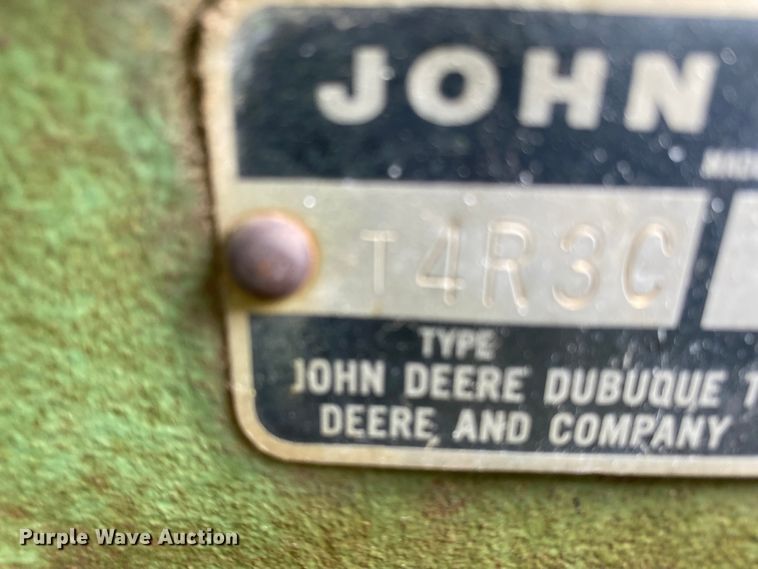 JOHN
T4R3C
TYPE
JOHN DEERE DUBUQUE T
DEERE AND COMPANY
Purple Wave Auction